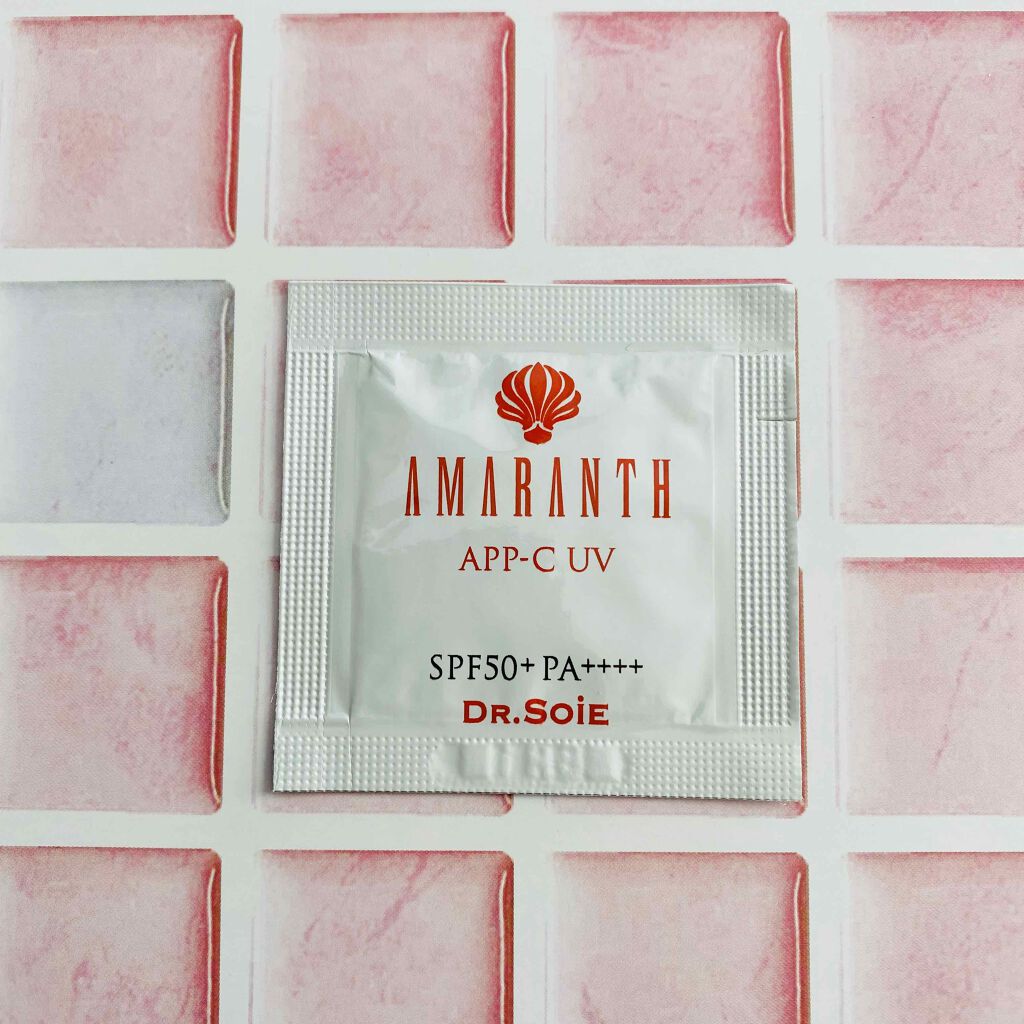 AMARANTH
APP-C UV
SPF50+ PA++++
DR.SOiE